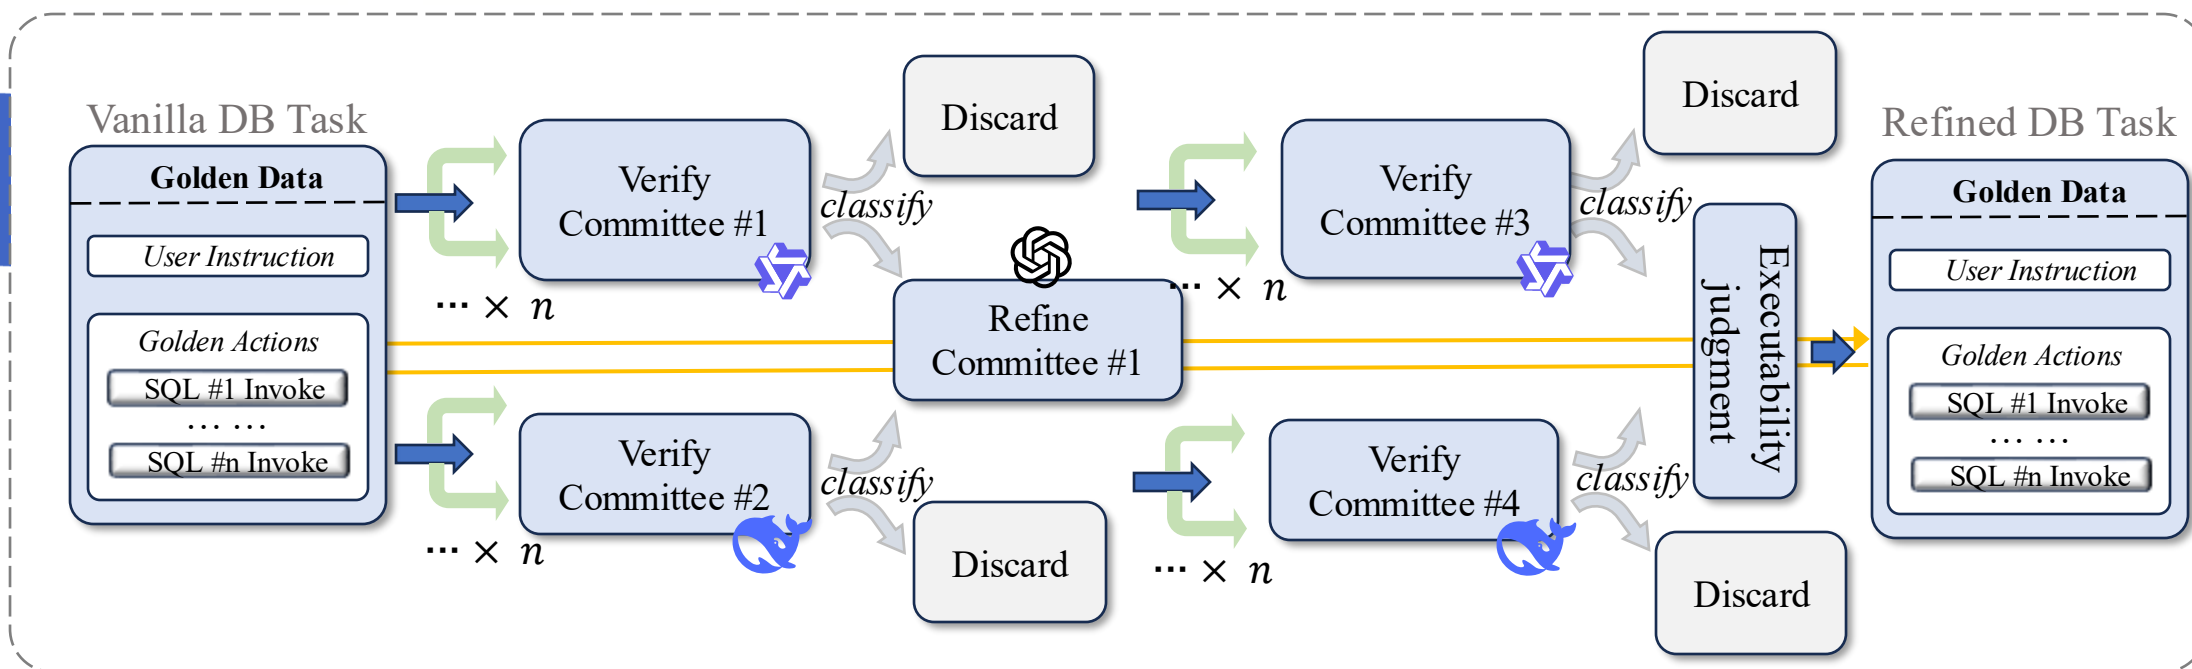 Vanilla DB Task
Golden Data
User Instruction
Golden Actions
SQL #1 Invoke
... ...
SQL #n Invoke
Verify
Committee #1
... × n
classify
Discard
Verify
Committee #2
... × n
classify
Discard
Refine
Committee #1
Verify
Committee #3
... × n
classify
Discard
Verify
Committee #4
... × n
classify
Discard
Executability
judgment
Refined DB Task
Golden Data
User Instruction
Golden Actions
SQL #1 Invoke
... ...
SQL #n Invoke